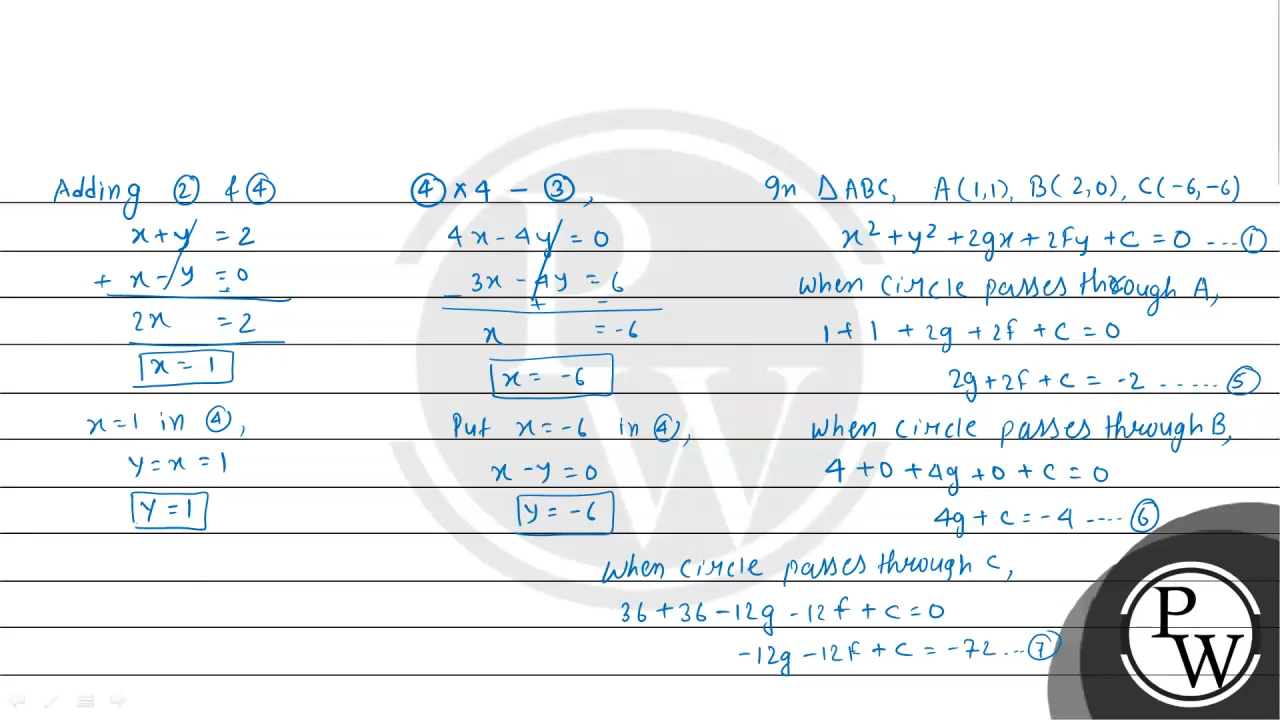 Adding ② & ④
x + y = 2
+ x - y = 0
2x = 2
x = 1
x = 1 in ④,
y = x = 1
y = 1
④ × 4 - ③,
4x - 4y = 0
3x - 4y = 6
- + -
x = -6
x = -6
Put x = -6 in ④,
x - y = 0
y = -6
In △ABC, A(1,1), B(2,0), C(-6,-6)
x² + y² + 2gx + 2fy + c = 0 ...①
When circle passes through A,
1 + 1 + 2g + 2f + c = 0
2g + 2f + c = -2 ......⑤
When circle passes through B,
4 + 0 + 4g + 0 + c = 0
4g + c = -4 ....⑥
When circle passes through C,
36 + 36 - 12g - 12f + c = 0
-12g - 12f + c = -72 ...⑦
PW
PW